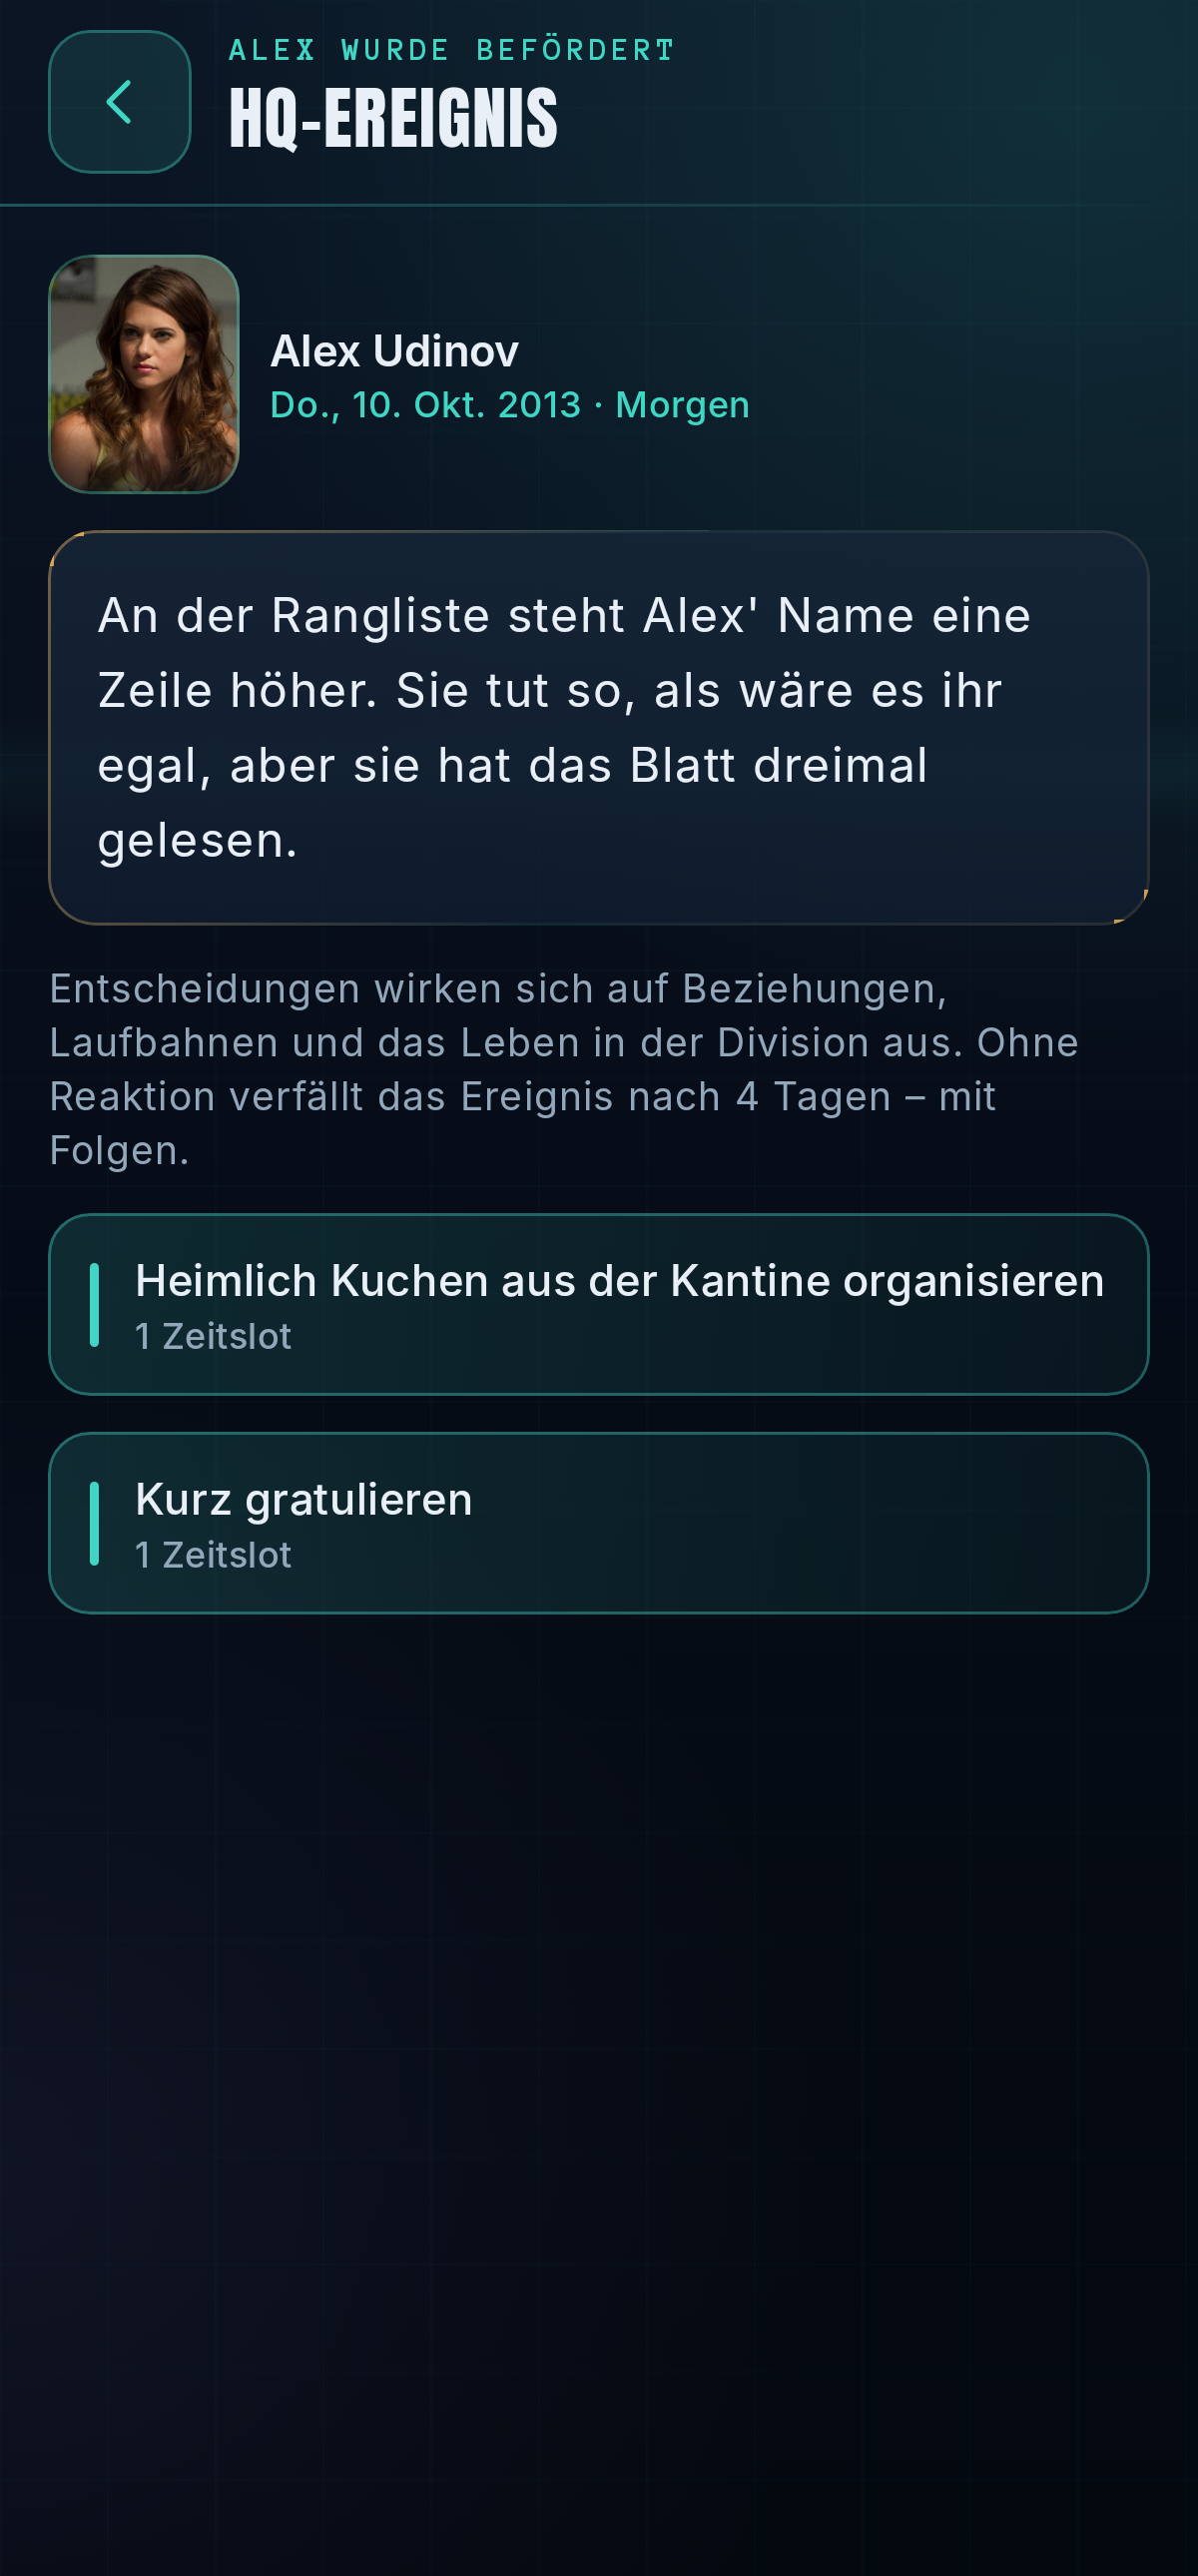 ALEX WURDE BEFÖRDERT
HQ-EREIGNIS
Alex Udinov
Do., 10. Okt. 2013 · Morgen
An der Rangliste steht Alex' Name eine
Zeile höher. Sie tut so, als wäre es ihr
egal, aber sie hat das Blatt dreimal
gelesen.
Entscheidungen wirken sich auf Beziehungen,
Laufbahnen und das Leben in der Division aus. Ohne
Reaktion verfällt das Ereignis nach 4 Tagen – mit
Folgen.
Heimlich Kuchen aus der Kantine organisieren
1 Zeitslot
Kurz gratulieren
1 Zeitslot